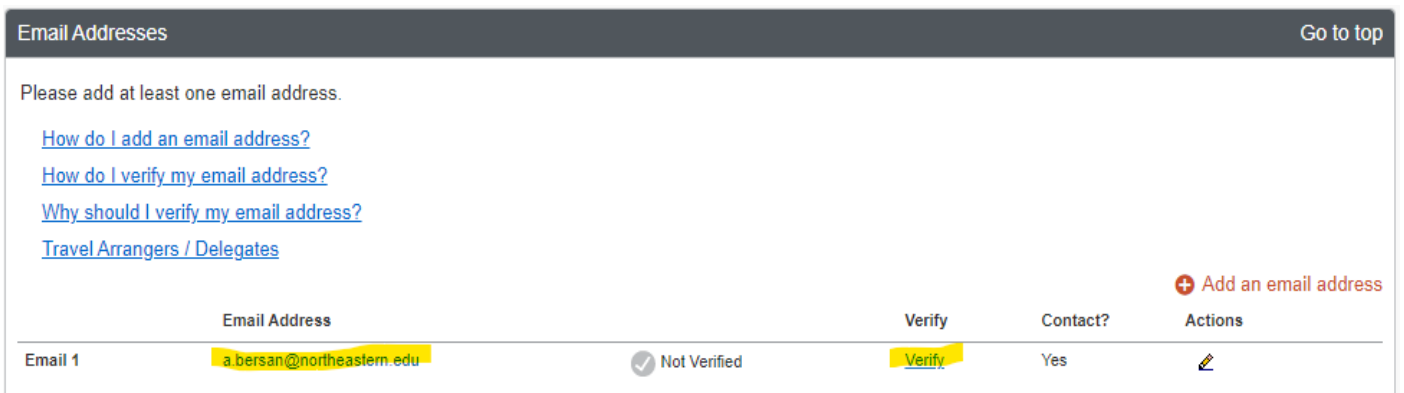 Email Addresses Go to top
Please add at least one email address.
How do I add an email address?
How do I verify my email address?
Why should I verify my email address?
Travel Arrangers / Delegates
Add an email address
Email Address Verify Contact? Actions
Email 1 a.bersan@northeastern.edu Not Verified Verify Yes